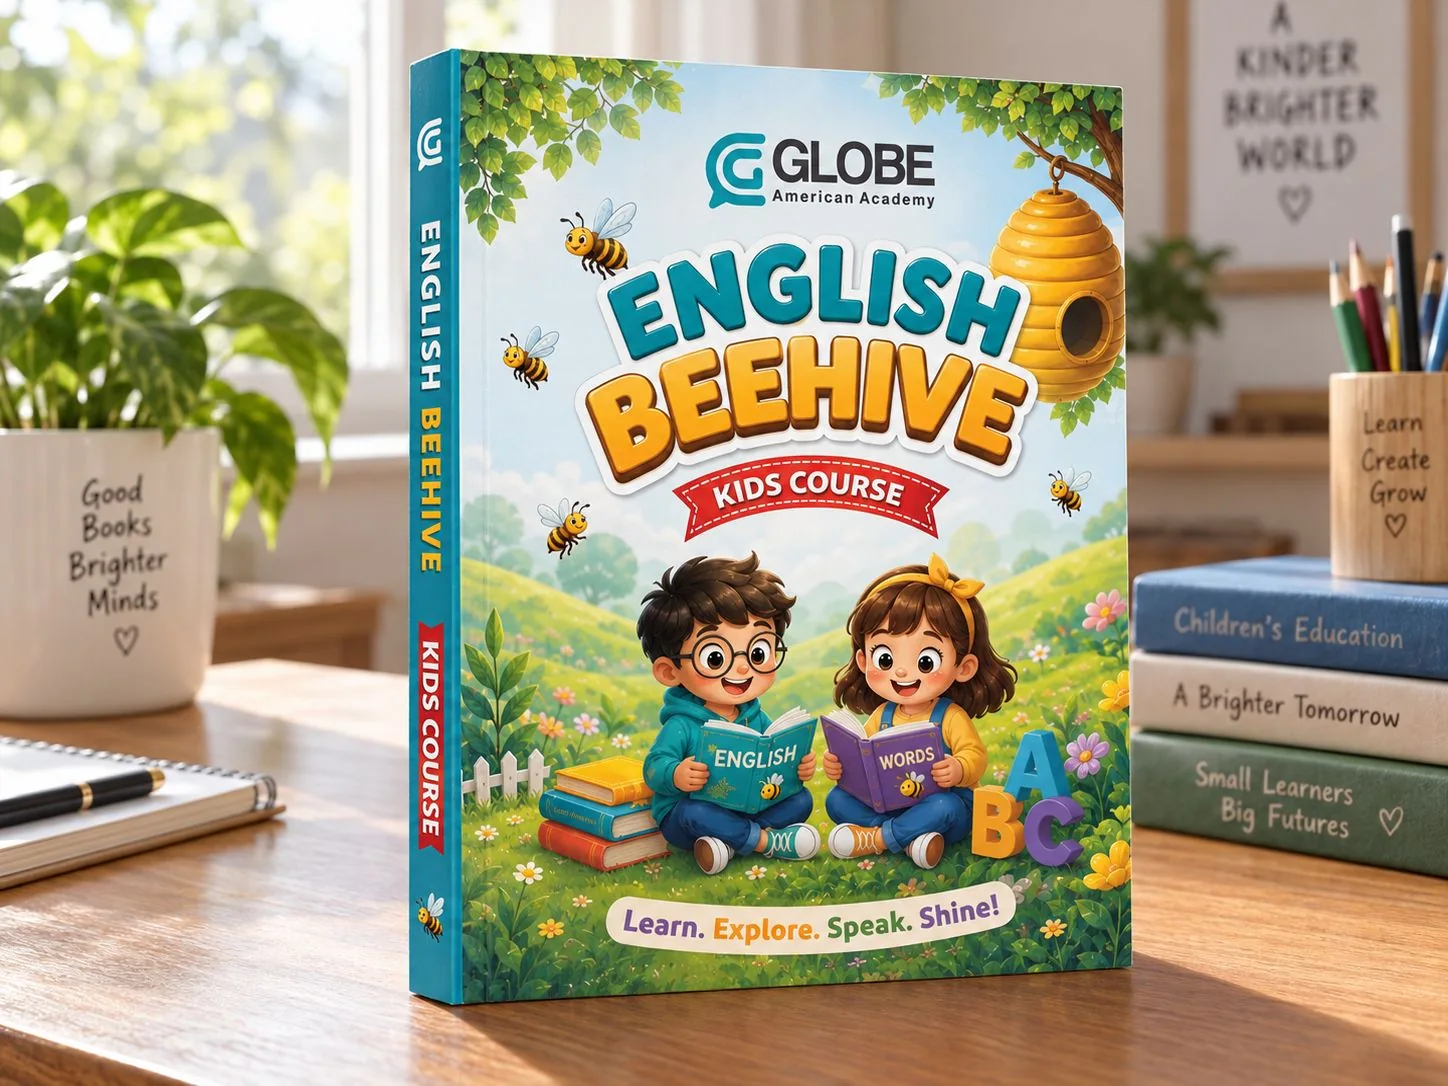 GLOBE
American Academy
ENGLISH
BEEHIVE
KIDS COURSE
ENGLISH
WORDS
A
B
C
Learn. Explore. Speak. Shine!
ENGLISH BEEHIVE
KIDS COURSE
Good
Books
Brighter
Minds
A
KINDER
BRIGHTER
WORLD
Learn
Create
Grow
Children's Education
A Brighter Tomorrow
Small Learners
Big Futures